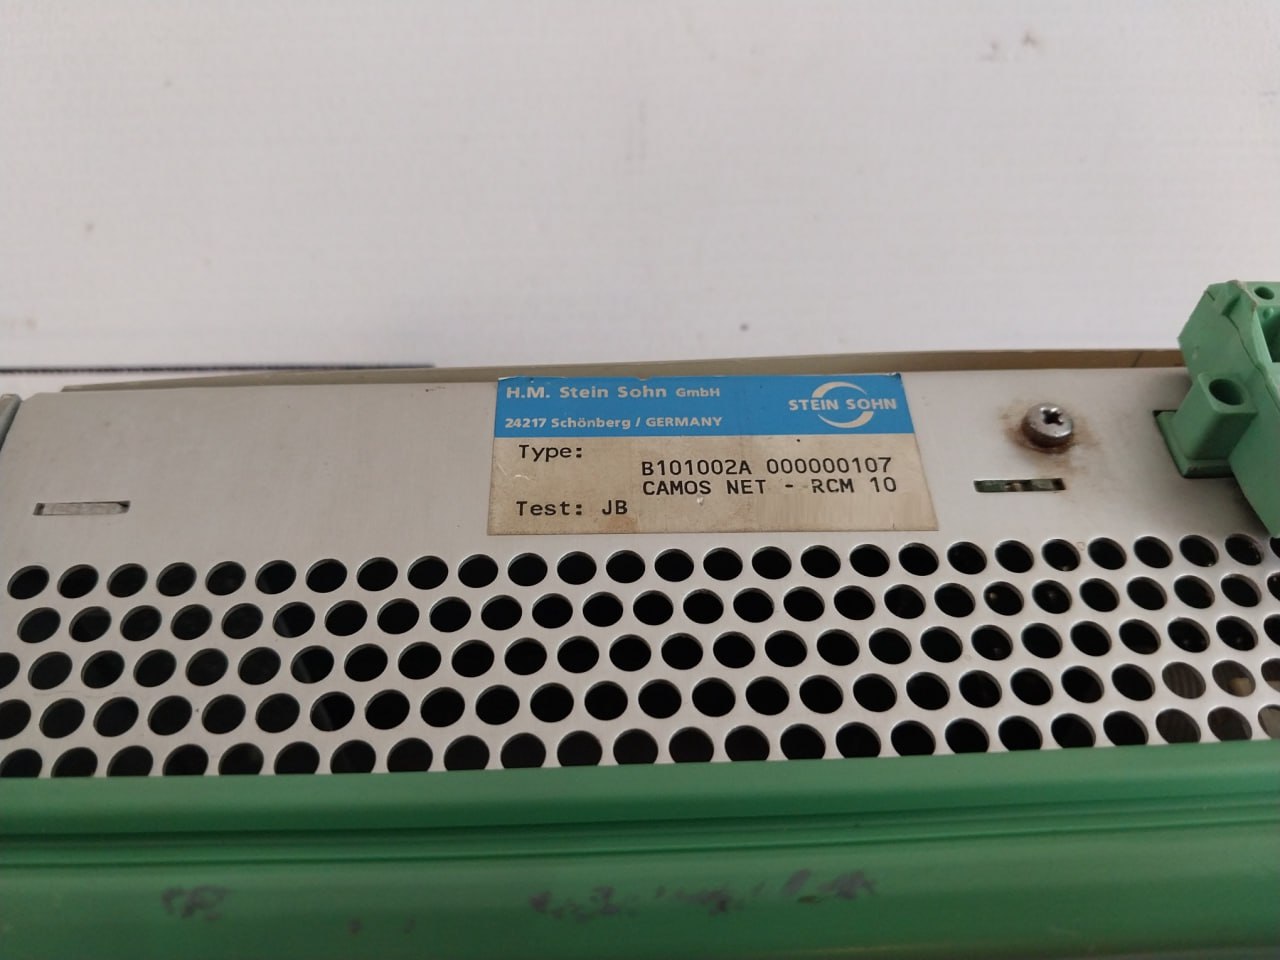 H.M. Stein Sohn GmbH
STEIN SOHN
24217 Schönberg / GERMANY
Type:
B101002A 000000107
CAMOS NET - RCM 10
Test: JB